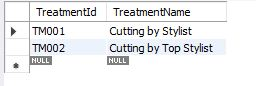 TreatmentId TreatmentName
TM001 Cutting by Stylist
TM002 Cutting by Top Stylist
NULL NULL